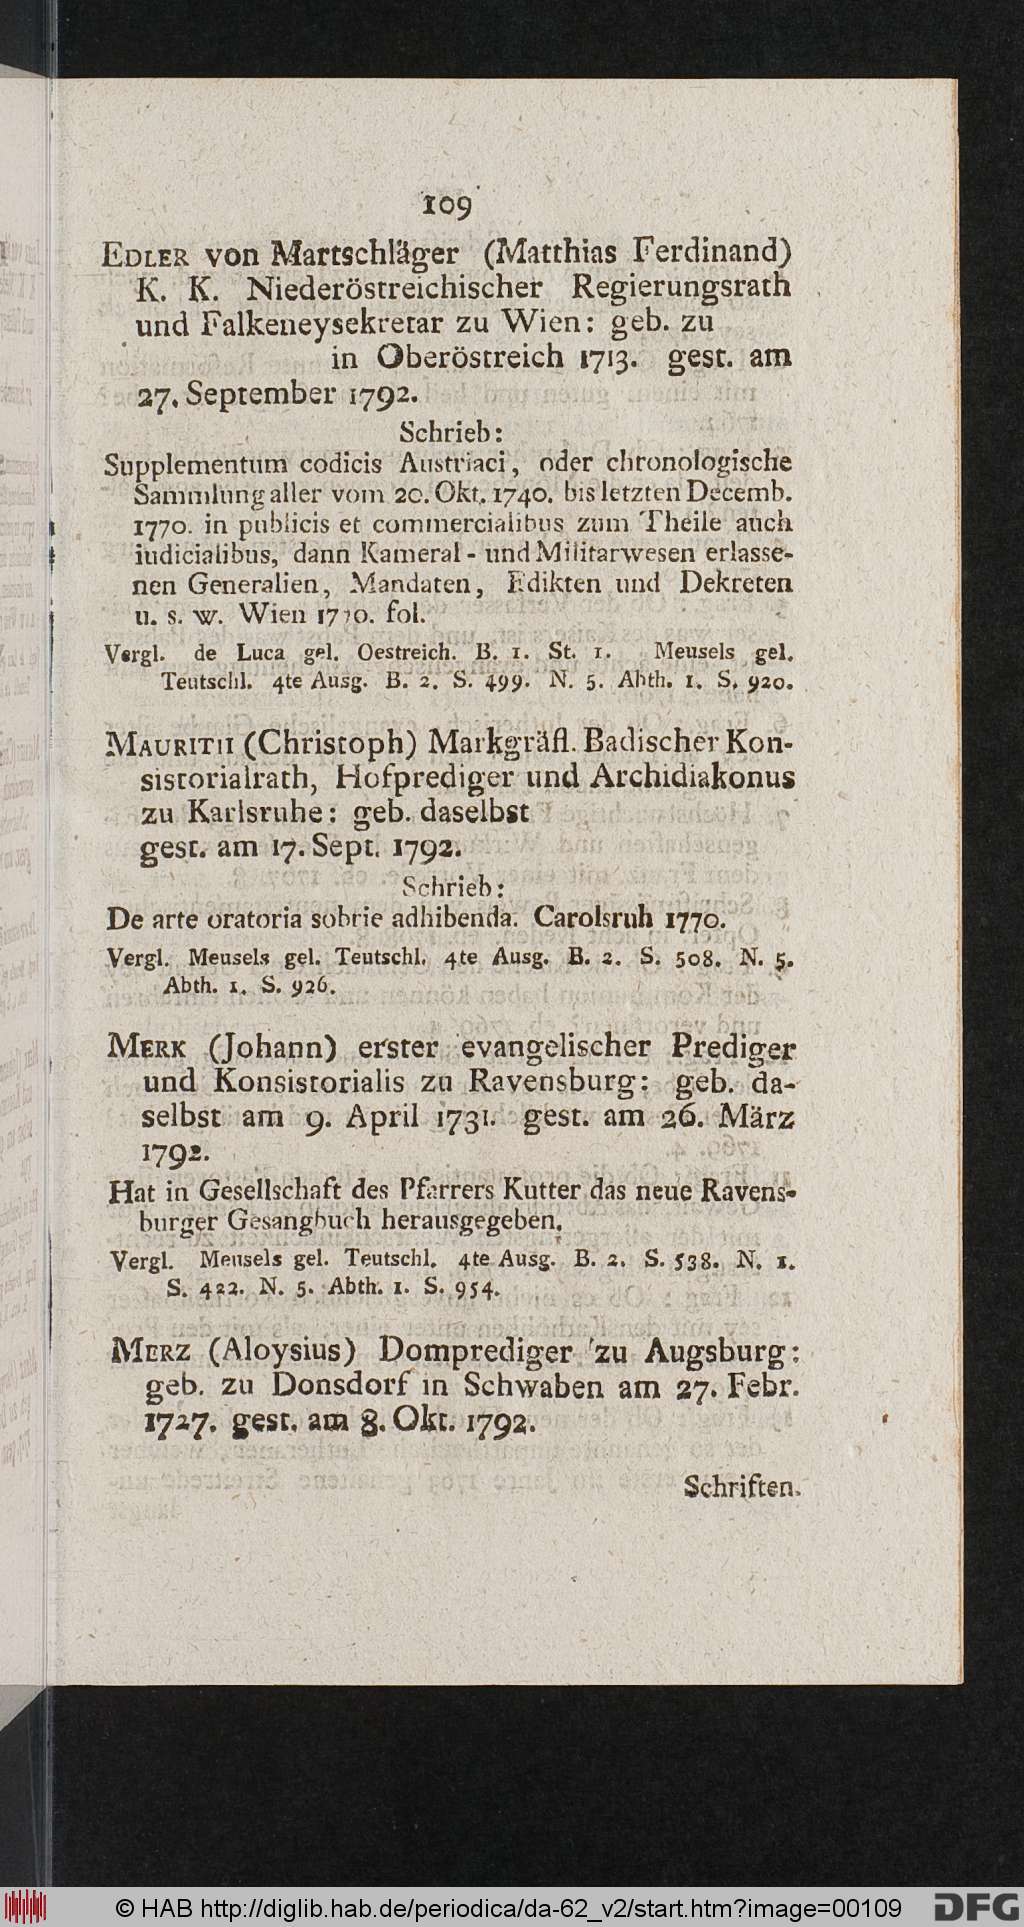 109
EDLER von Martschläger (Matthias Ferdinand)
K. K. Niederöstreichischer Regierungsrath
und Falkeneysekretar zu Wien: geb. zu
in Oberöstreich 1713. gest. am
27. September 1792.
Schrieb:
Supplementum codicis Austriaci, oder chronologische
Sammlung aller vom 20. Okt. 1740. bis letzten Decemb.
1770. in publicis et commercialibus zum Theile auch
iudicialibus, dann Kameral- und Militarwesen erlasse-
nen Generalien, Mandaten, Edikten und Dekreten
u. s. w. Wien 1770. fol.
Vergl. de Luca gel. Oestreich. B. 1. St. 1. Meusels gel.
Teutschl. 4te Ausg. B. 2. S. 499. N. 5. Abth. 1. S. 920.
MAURITII (Christoph) Markgräfl. Badischer Kon-
sistorialrath, Hofprediger und Archidiakonus
zu Karlsruhe: geb. daselbst
gest. am 17. Sept. 1792.
Schrieb:
De arte oratoria sobrie adhibenda. Carolsruh 1770.
Vergl. Meusels gel. Teutschl. 4te Ausg. B. 2. S. 508. N. 5.
Abth. 1. S. 926.
MERK (Johann) erster evangelischer Prediger
und Konsistorialis zu Ravensburg: geb. da-
selbst am 9. April 1731. gest. am 26. März
1792.
Hat in Gesellschaft des Pfarrers Kutter das neue Ravens-
burger Gesangbuch herausgegeben.
Vergl. Meusels gel. Teutschl. 4te Ausg. B. 2. S. 538. N. 1.
S. 422. N. 5. Abth. 1. S. 954.
MERZ (Aloysius) Domprediger zu Augsburg:
geb. zu Donsdorf in Schwaben am 27. Febr.
1727. gest. am 8. Okt. 1792.
Schriften.
© HAB http://diglib.hab.de/periodica/da-62_v2/start.htm?image=00109
DFG